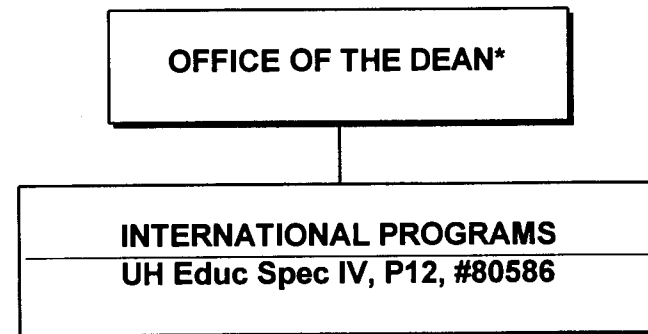 OFFICE OF THE DEAN*
INTERNATIONAL PROGRAMS
UH Educ Spec IV, P12, #80586